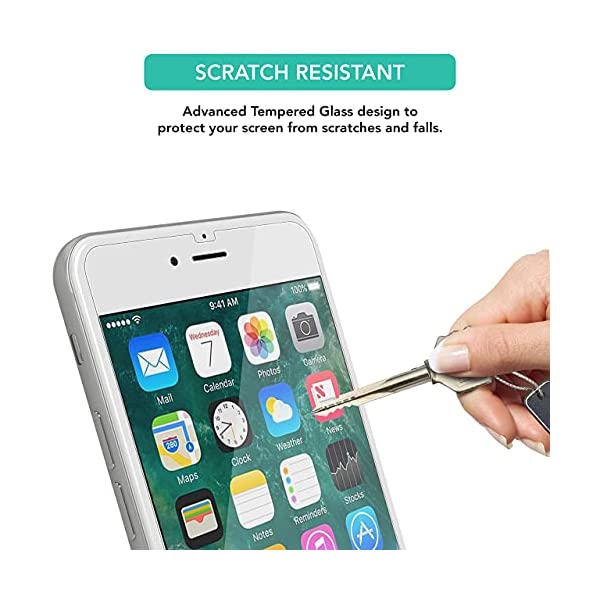 SCRATCH RESISTANT
Advanced Tempered Glass design to
protect your screen from scratches and falls.
9:41 AM
100%
Wednesday
7
Mail
Calendar
Photos
Camera
280
Maps
Clock
Weather
News
Notes
Reminders
Stocks